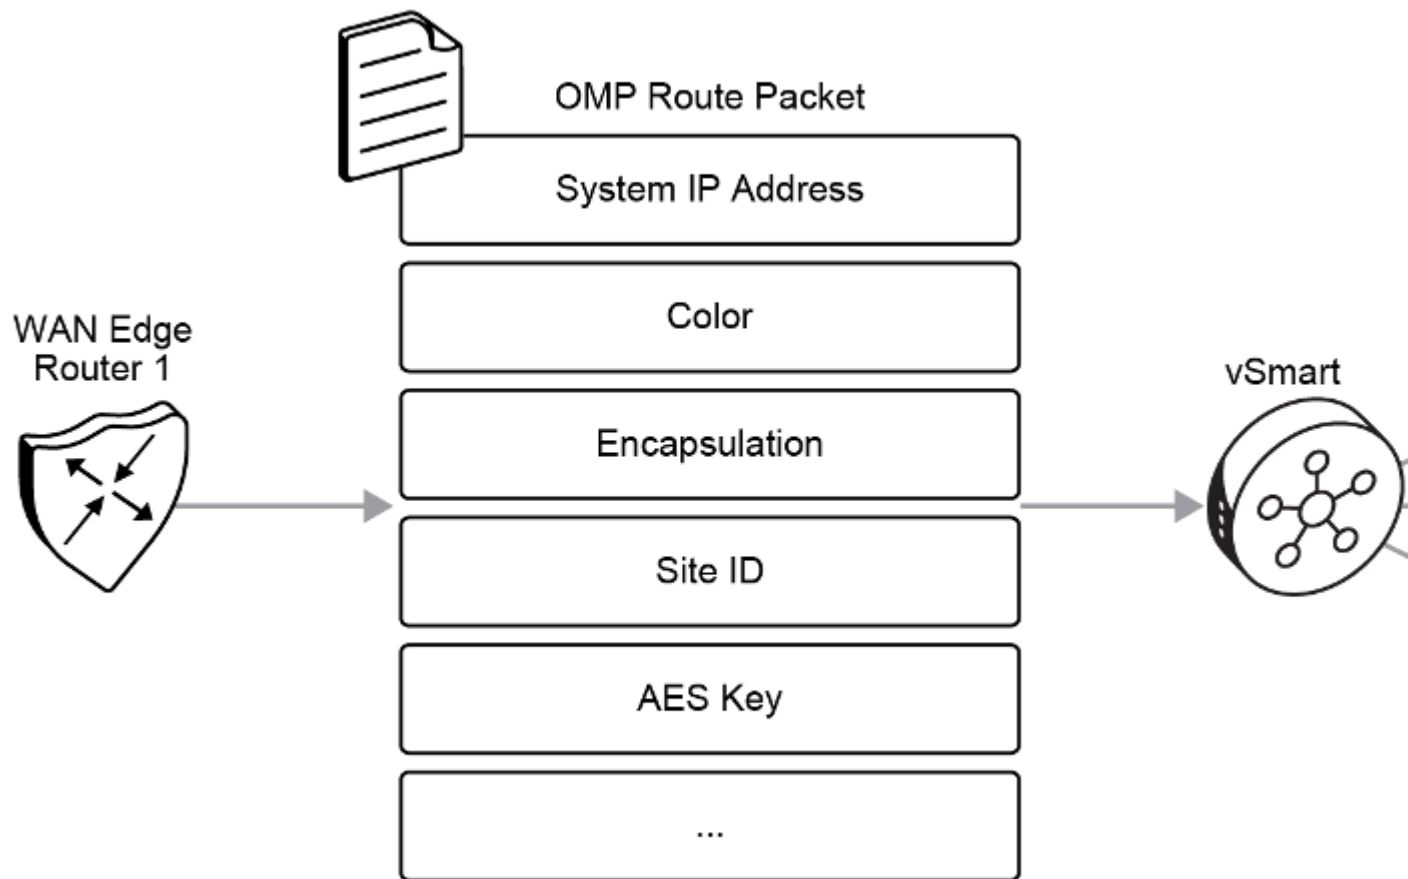 OMP Route Packet
System IP Address
Color
WAN Edge
Router 1
vSmart
Encapsulation
Site ID
AES Key
...